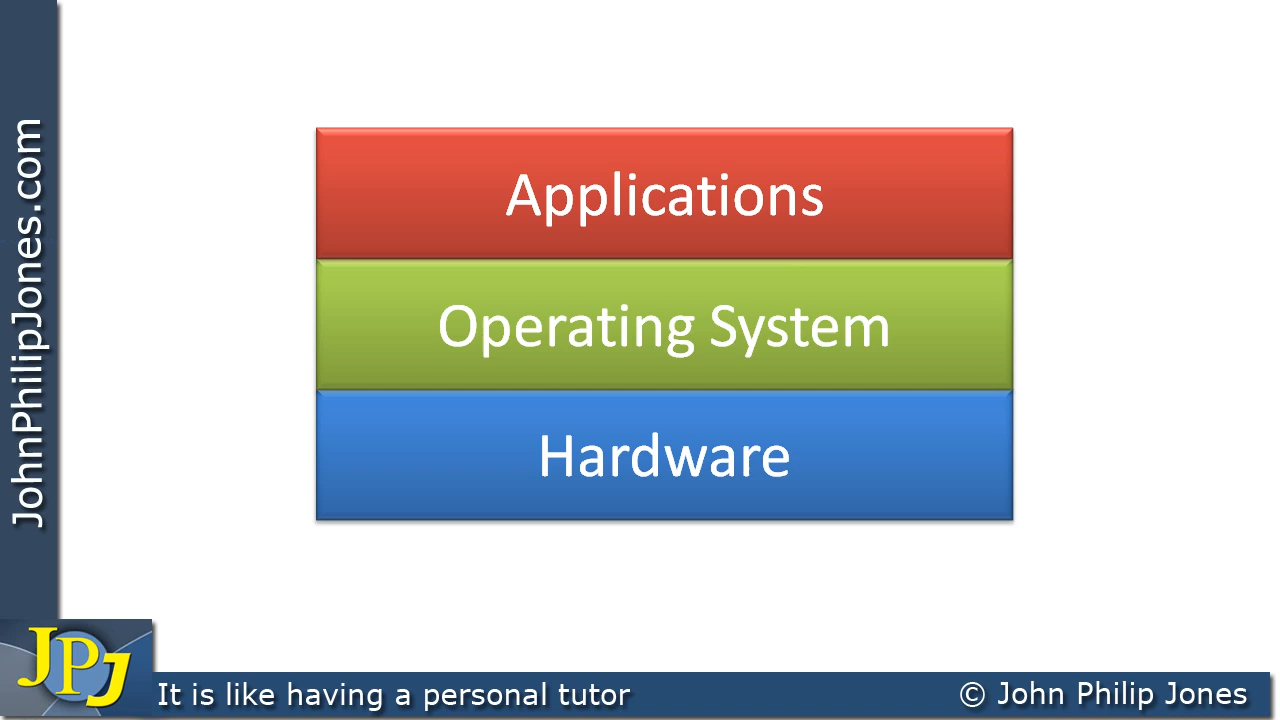 JohnPhilipJones.com
Applications
Operating System
Hardware
JPJ
It is like having a personal tutor
© John Philip Jones